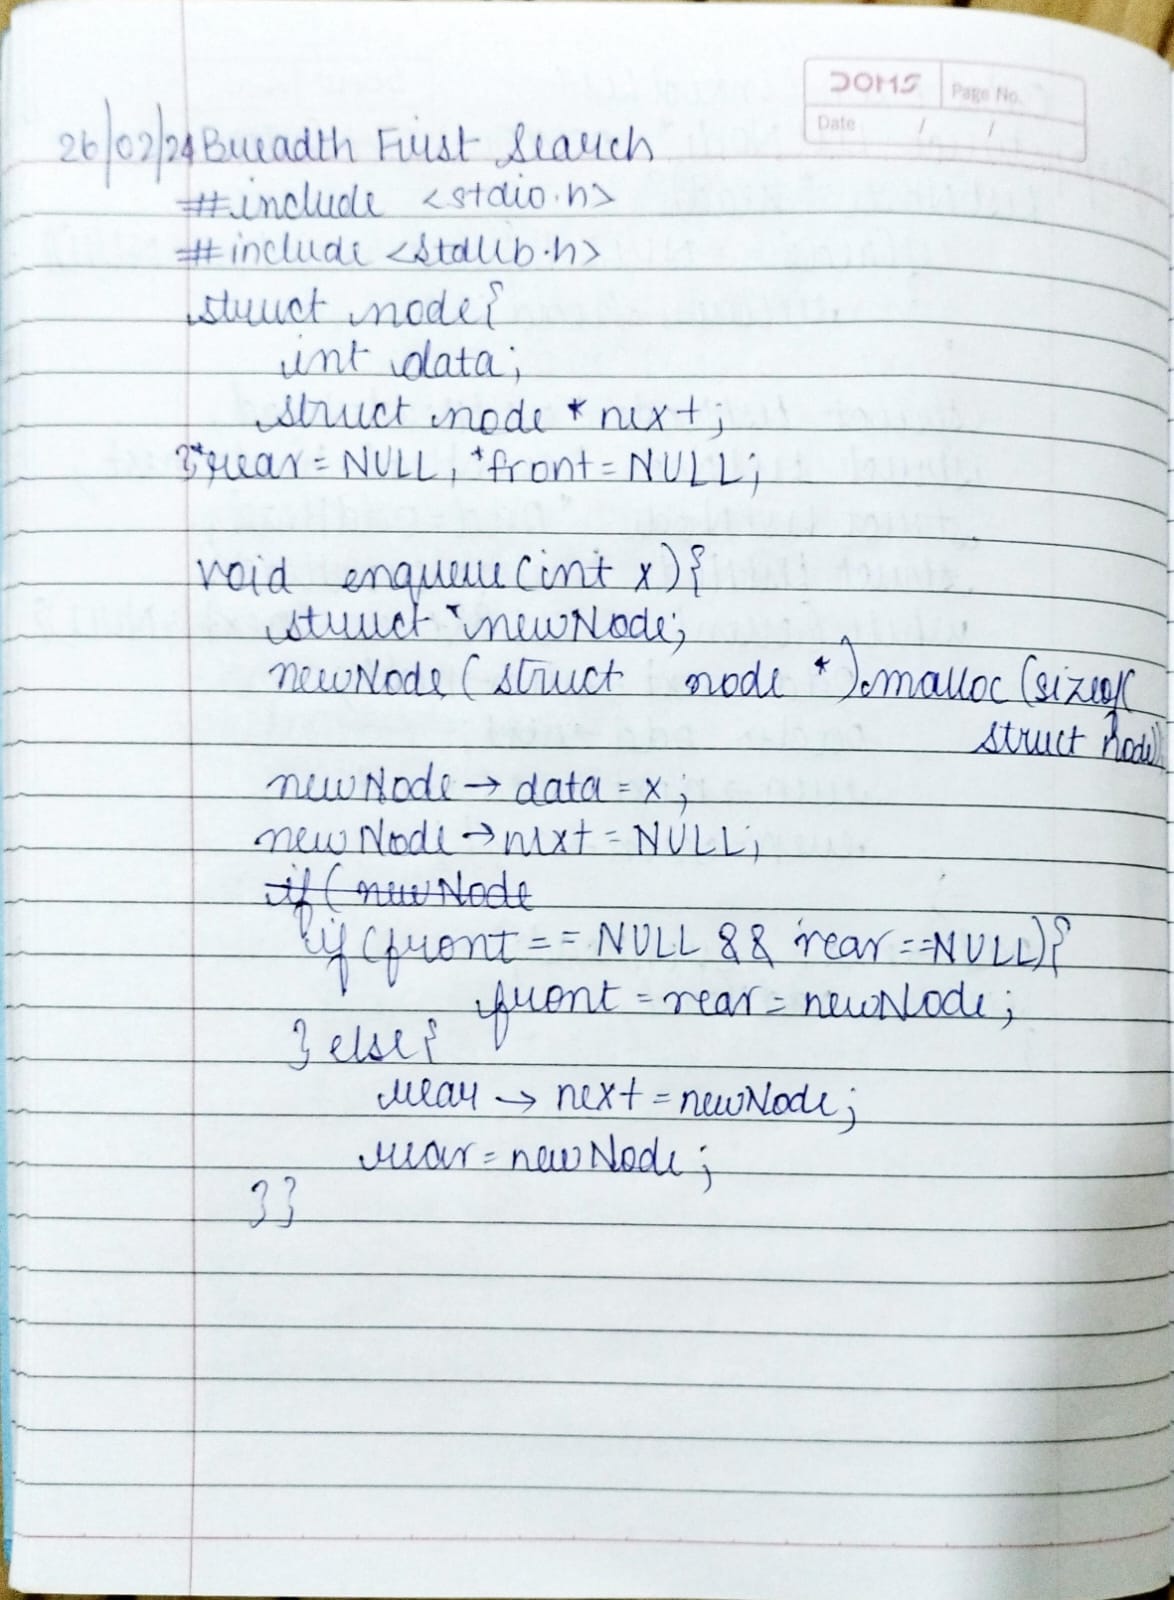 DOMS Page No.
Date / /
26/02/24 Breadth First Search
#include <stdio.h>
#include <stdlib.h>
struct node{
int data;
struct node * next;
}*rear = NULL, *front = NULL;
void enqueue (int x){
struct *newNode;
newNode (struct node *) malloc (sizeof(
struct node));
newNode → data = x;
newNode → next = NULL;
if ( newNode
if (front == NULL && rear == NULL){
front = rear = newNode;
} else{
rear → next = newNode;
rear = newNode;
}}